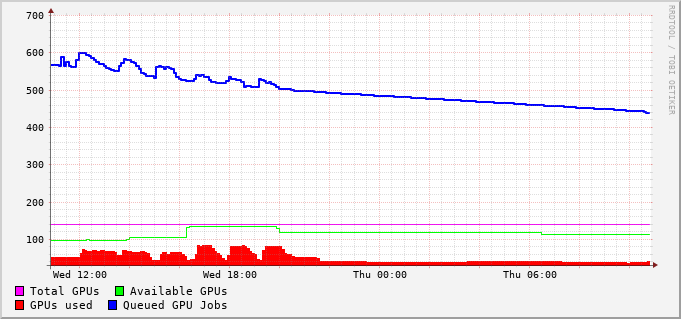 700
600
500
400
300
200
100
Wed 12:00 Wed 18:00 Thu 00:00 Thu 06:00
Total GPUs Available GPUs
GPUs used Queued GPU Jobs
RRDTOOL / TOBI OETIKER